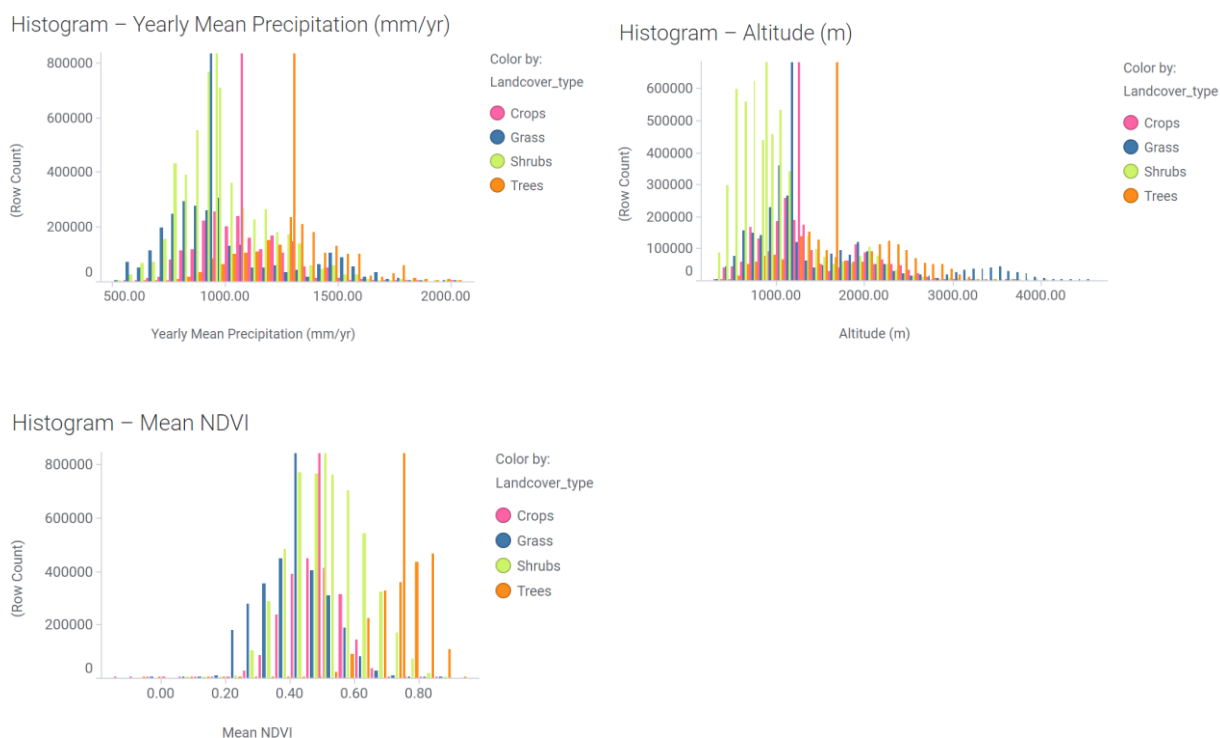 Histogram – Yearly Mean Precipitation (mm/yr)
800000
600000
400000
200000
0
(Row Count)
500.00 1000.00 1500.00 2000.00
Yearly Mean Precipitation (mm/yr)
Color by:
Landcover_type
Crops
Grass
Shrubs
Trees
Histogram – Altitude (m)
600000
500000
400000
300000
200000
100000
0
(Row Count)
1000.00 2000.00 3000.00 4000.00
Altitude (m)
Color by:
Landcover_type
Crops
Grass
Shrubs
Trees
Histogram – Mean NDVI
800000
600000
400000
200000
0
(Row Count)
0.00 0.20 0.40 0.60 0.80
Mean NDVI
Color by:
Landcover_type
Crops
Grass
Shrubs
Trees